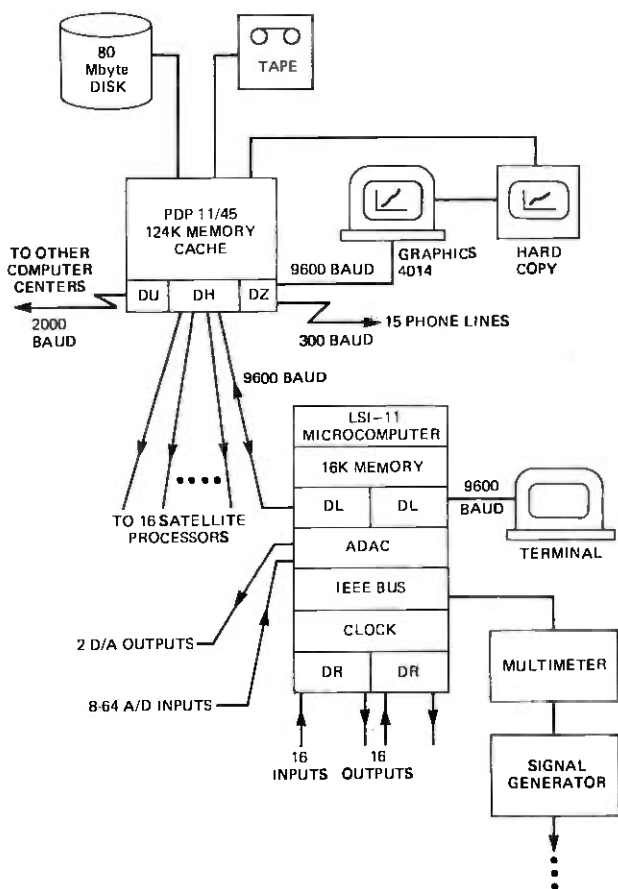 80
Mbyte
DISK
TAPE
PDP 11/45
124K MEMORY
CACHE
DU
DH
DZ
TO OTHER
COMPUTER
CENTERS
2000
BAUD
9600 BAUD
GRAPHICS
4014
HARD
COPY
300 BAUD
15 PHONE LINES
9600 BAUD
TO 16 SATELLITE
PROCESSORS
LSI-11
MICROCOMPUTER
16K MEMORY
DL
DL
ADAC
IEEE BUS
CLOCK
DR
DR
9600
BAUD
TERMINAL
2 D/A OUTPUTS
8-64 A/D INPUTS
16
INPUTS
16
OUTPUTS
MULTIMETER
SIGNAL
GENERATOR